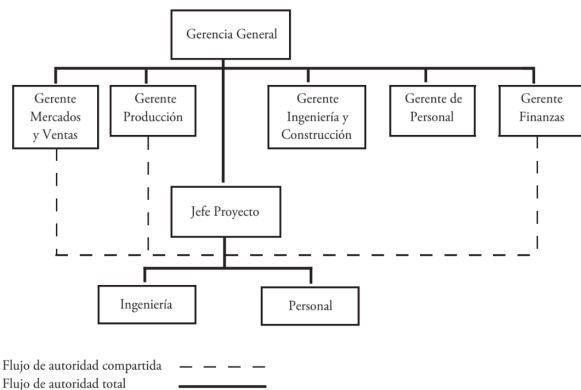 Gerencia General
Gerente
Mercados
y Ventas
Gerente
Producción
Gerente
Ingeniería y
Construcción
Gerente de
Personal
Gerente
Finanzas
Jefe Proyecto
Ingeniería
Personal
Flujo de autoridad compartida
Flujo de autoridad total